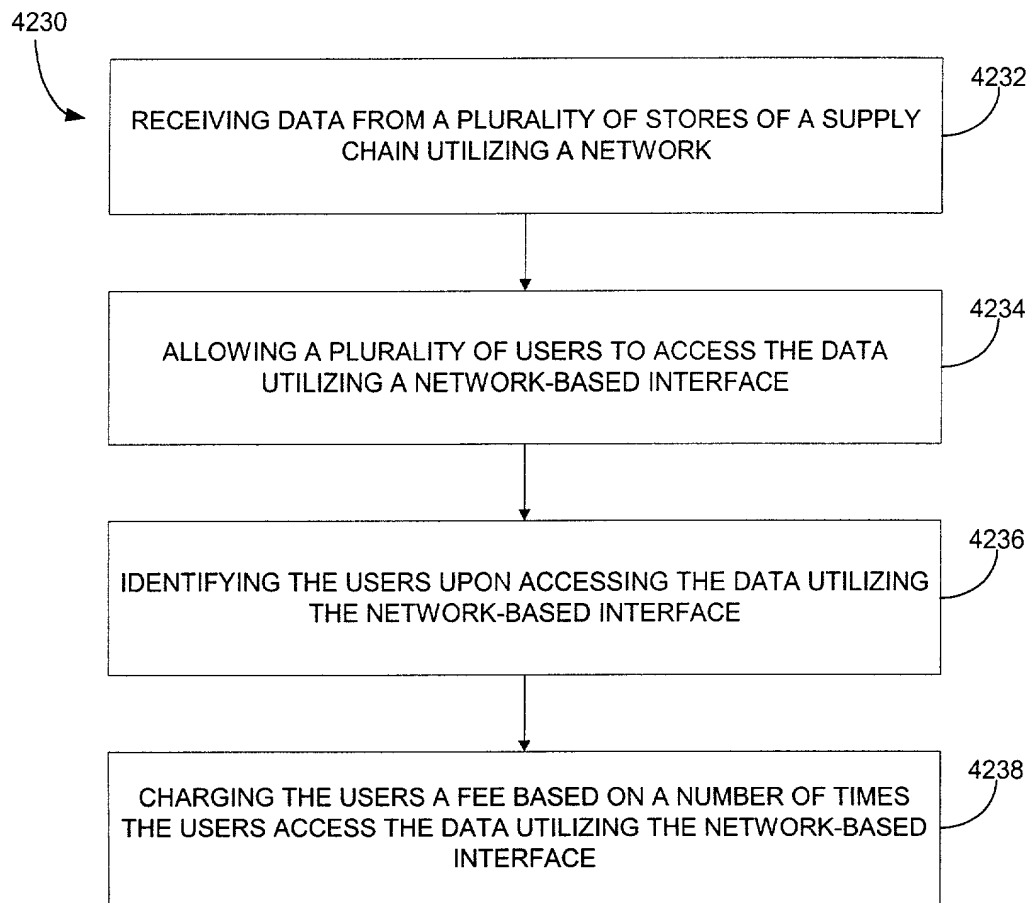 4230
4232
RECEIVING DATA FROM A PLURALITY OF STORES OF A SUPPLY
CHAIN UTILIZING A NETWORK
4234
ALLOWING A PLURALITY OF USERS TO ACCESS THE DATA
UTILIZING A NETWORK-BASED INTERFACE
4236
IDENTIFYING THE USERS UPON ACCESSING THE DATA UTILIZING
THE NETWORK-BASED INTERFACE
4238
CHARGING THE USERS A FEE BASED ON A NUMBER OF TIMES
THE USERS ACCESS THE DATA UTILIZING THE NETWORK-BASED
INTERFACE